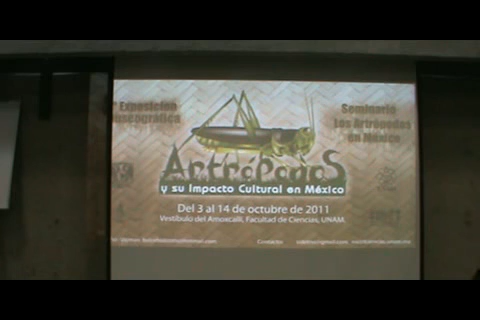 Exposición
Museográfica
Seminario
Los Artrópodos
en México
Artrópodos
y su Impacto Cultural en México
Del 3 al 14 de octubre de 2011
Vestíbulo del Amoxcalli, Facultad de Ciencias, UNAM.
Contacto